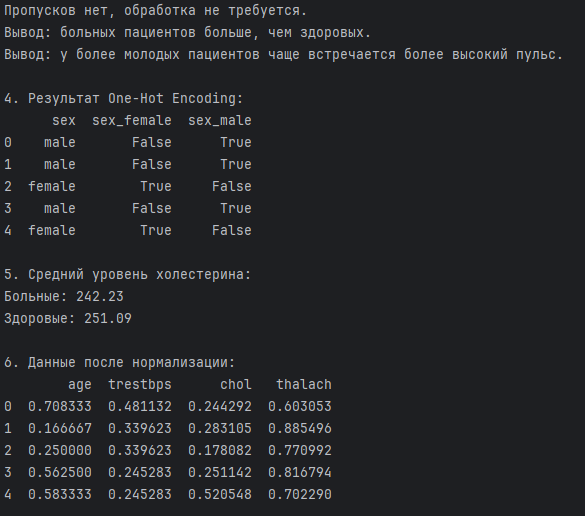 Пропусков нет, обработка не требуется.
Вывод: больных пациентов больше, чем здоровых.
Вывод: у более молодых пациентов чаще встречается более высокий пульс.
4. Результат One-Hot Encoding:
sex sex_female sex_male
0 male False True
1 male False True
2 female True False
3 male False True
4 female True False
5. Средний уровень холестерина:
Больные: 242.23
Здоровые: 251.09
6. Данные после нормализации:
age trestbps chol thalach
0 0.708333 0.481132 0.244292 0.603053
1 0.166667 0.339623 0.283105 0.885496
2 0.250000 0.339623 0.178082 0.770992
3 0.562500 0.245283 0.251142 0.816794
4 0.583333 0.245283 0.520548 0.702290